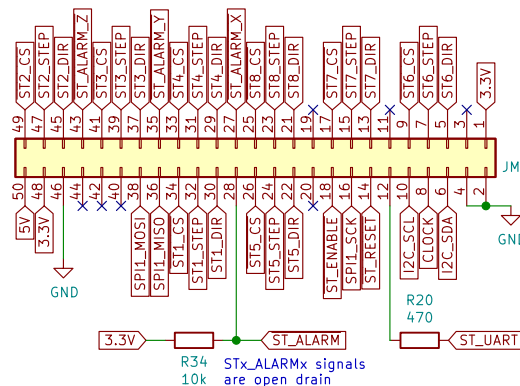 ST2_CS
ST2_STEP
ST2_DIR
ST_ALARM_Z
ST3_CS
ST3_STEP
ST3_DIR
ST_ALARM_Y
ST4_CS
ST4_STEP
ST4_DIR
ST_ALARM_X
ST8_CS
ST8_STEP
ST8_DIR
ST7_CS
ST7_STEP
ST7_DIR
ST6_CS
ST6_STEP
ST6_DIR
3.3V
49 47 45 43 41 39 37 35 33 31 29 27 25 23 21 19 17 15 13 11 9 7 5 3 1
JM
50 48 46 44 42 40 38 36 34 32 30 28 26 24 22 20 18 16 14 12 10 8 6 4 2
5V
3.3V
SPI1_MOSI
SPI1_MISO
ST1_CS
ST1_STEP
ST1_DIR
ST5_CS
ST5_STEP
ST5_DIR
ST_ENABLE
SPI1_SCK
ST_RESET
I2C_SCL
CLOCK
I2C_SDA
GND
GND
R20
470
3.3V
ST_ALARM
ST_UART
R34
10k
STx_ALARMx signals
are open drain